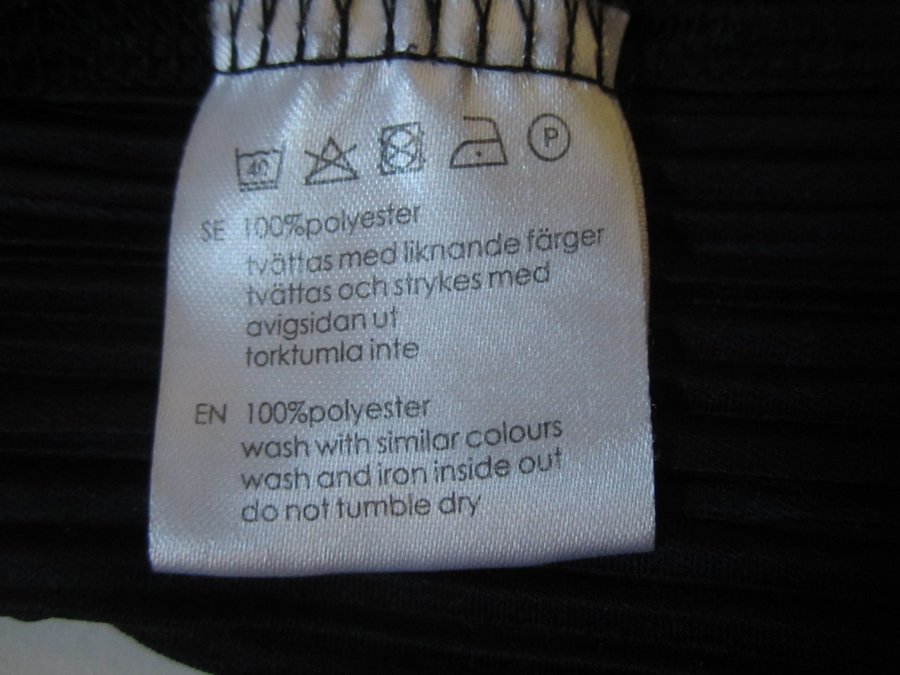 40 P
SE 100%polyester
tvättas med liknande färger
tvättas och strykes med
avigsidan ut
torktumla inte
EN 100%polyester
wash with similar colours
wash and iron inside out
do not tumble dry